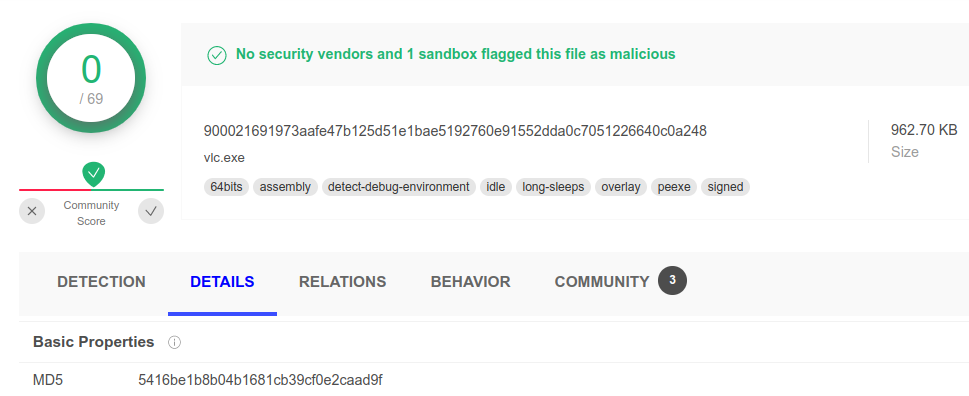 0
/ 69
Community
Score
No security vendors and 1 sandbox flagged this file as malicious
900021691973aafe47b125d51e1bae5192760e91552dda0c7051226640c0a248
vlc.exe
64bits assembly detect-debug-environment idle long-sleeps overlay peexe signed
962.70 KB
Size
DETECTION DETAILS RELATIONS BEHAVIOR COMMUNITY 3
Basic Properties
MD5 5416be1b8b04b1681cb39cf0e2caad9f